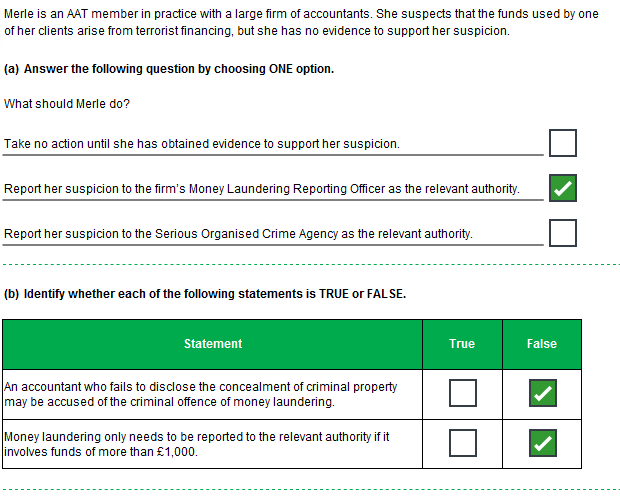 Merle is an AAT member in practice with a large firm of accountants. She suspects that the funds used by one
of her clients arise from terrorist financing, but she has no evidence to support her suspicion.
(a) Answer the following question by choosing ONE option.
What should Merle do?
Take no action until she has obtained evidence to support her suspicion.
Report her suspicion to the firm's Money Laundering Reporting Officer as the relevant authority.
Report her suspicion to the Serious Organised Crime Agency as the relevant authority.
(b) Identify whether each of the following statements is TRUE or FALSE.
Statement True False
An accountant who fails to disclose the concealment of criminal property
may be accused of the criminal offence of money laundering.
Money laundering only needs to be reported to the relevant authority if it
involves funds of more than £1,000.